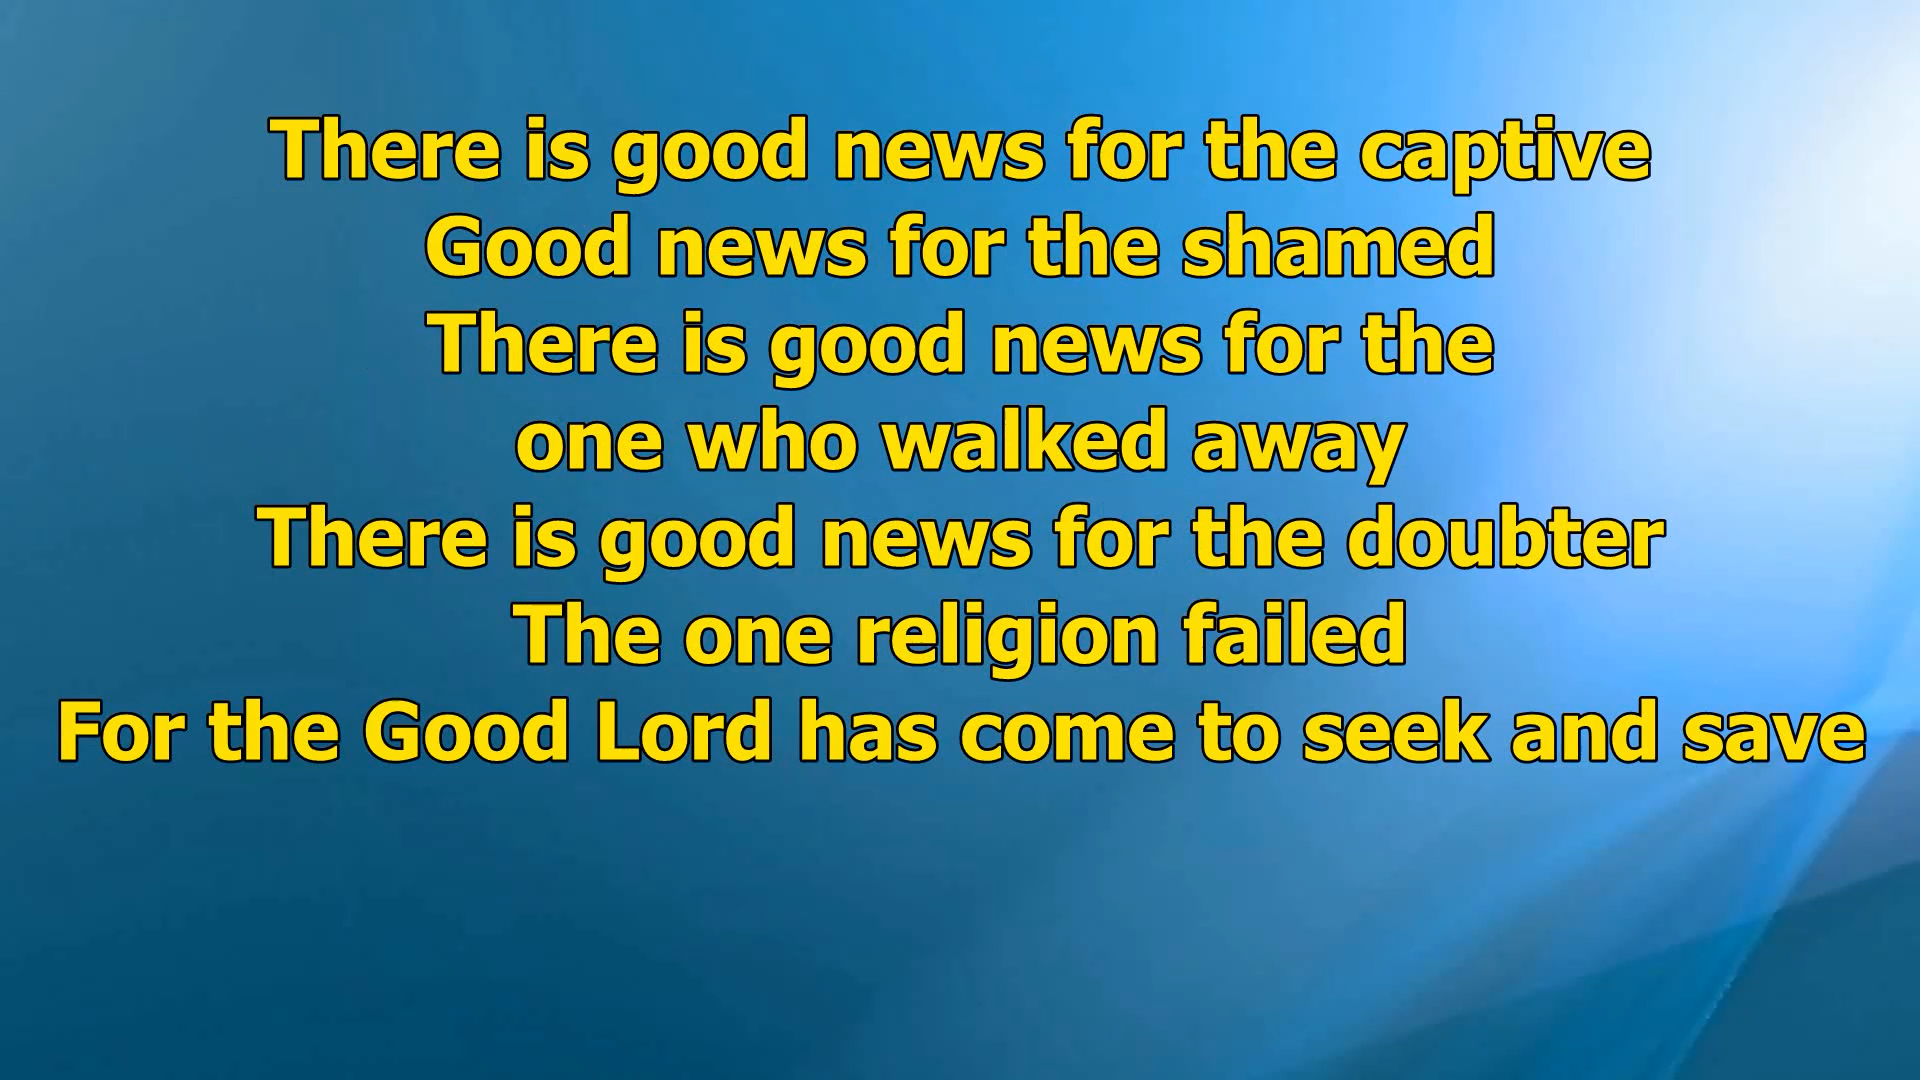 There is good news for the captive
Good news for the shamed
There is good news for the
one who walked away
There is good news for the doubter
The one religion failed
For the Good Lord has come to seek and save